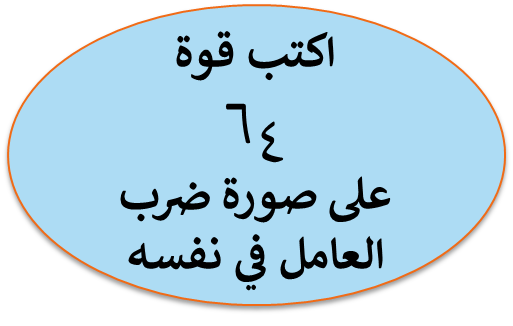 اكتب قوة
٦٤
على صورة ضرب
العامل في نفسه